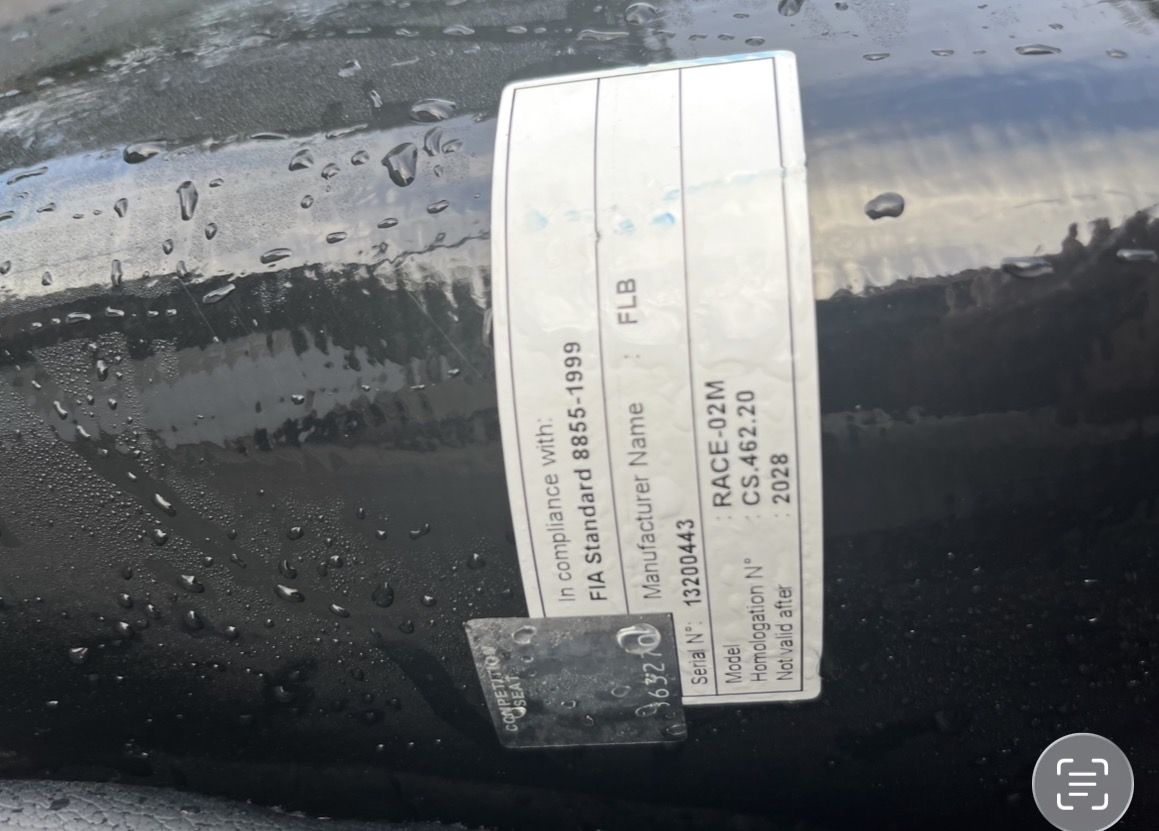 In compliance with:
FIA Standard 8855-1999
Manufacturer Name : FLB
Serial N°: 13200443
Model : RACE-02M
Homologation N° : CS.462.20
Not valid after : 2028
COMPETITION
SEAT